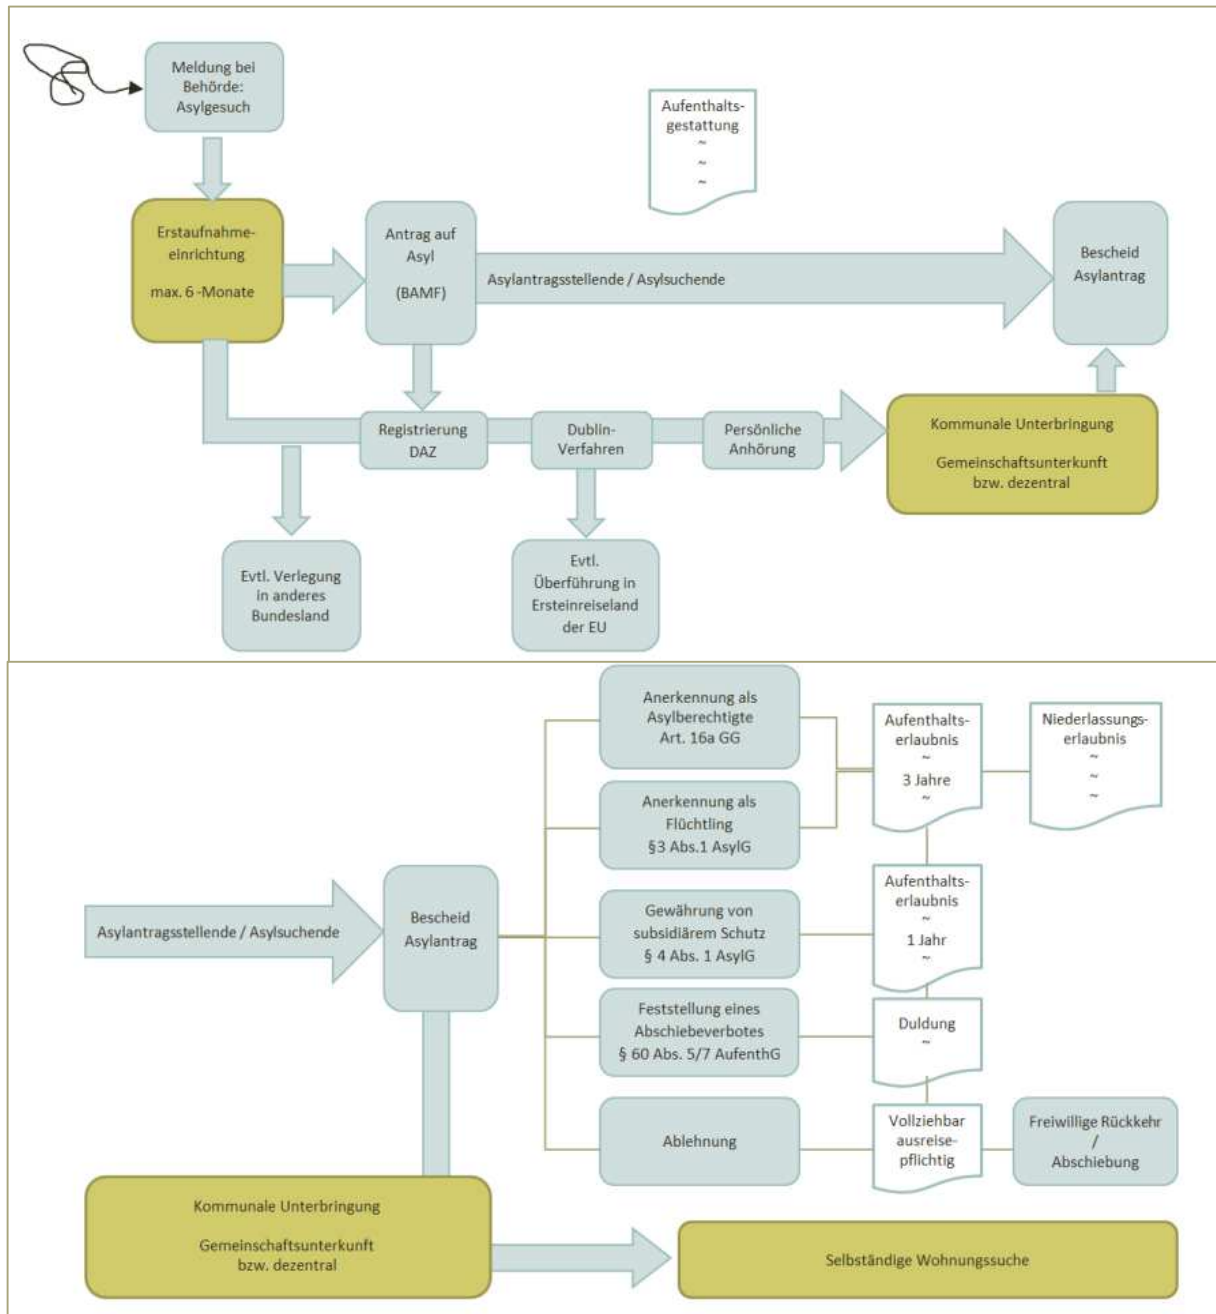 Meldung bei
Behörde:
Asylgesuch
Aufenthalts-
gestattung
~
~
~
Erstaufnahme-
einrichtung
max. 6 -Monate
Antrag auf
Asyl
(BAMF)
Asylantragsstellende / Asylsuchende
Bescheid
Asylantrag
Registrierung
DAZ
Dublin-
Verfahren
Persönliche
Anhörung
Kommunale Unterbringung
Gemeinschaftsunterkunft
bzw. dezentral
Evtl. Verlegung
in anderes
Bundesland
Evtl.
Überführung in
Ersteinreiseland
der EU
Anerkennung als
Asylberechtigte
Art. 16a GG
Aufenthalts-
erlaubnis
~
3 Jahre
~
Niederlassungs-
erlaubnis
~
~
~
Anerkennung als
Flüchtling
§3 Abs.1 AsylG
Asylantragsstellende / Asylsuchende
Bescheid
Asylantrag
Gewährung von
subsidiärem Schutz
§ 4 Abs. 1 AsylG
Aufenthalts-
erlaubnis
~
1 Jahr
~
Feststellung eines
Abschiebeverbotes
§ 60 Abs. 5/7 AufenthG
Duldung
~
Ablehnung
Vollziehbar
ausreise-
pflichtig
Freiwillige Rückkehr
/
Abschiebung
Kommunale Unterbringung
Gemeinschaftsunterkunft
bzw. dezentral
Selbständige Wohnungssuche